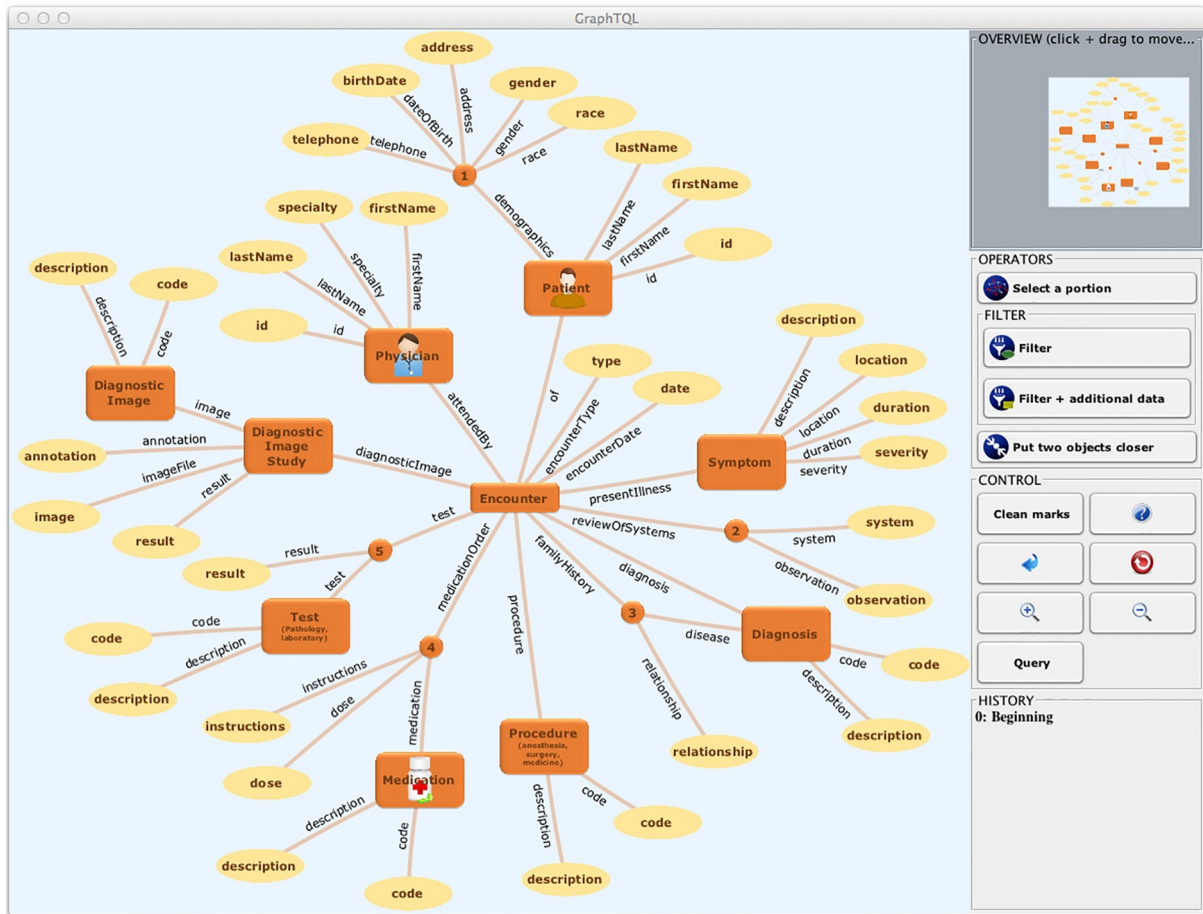 GraphTQL
address
birthDate
gender
race
telephone
dateOfBirth
address
gender
race
telephone
1
lastName
firstName
id
demographics
lastName
firstName
id
Patient
specialty
firstName
lastName
id
specialty
firstName
lastName
id
Physician
description
code
description
code
Diagnostic
Image
image
annotation
annotation
imageFile
image
result
result
Diagnostic
Image
Study
diagnosticImage
attendedBy
of
type
encounterType
date
encounterDate
Encounter
description
location
duration
severity
description
location
duration
severity
Symptom
presentIllness
reviewOfSystems
2
system
system
observation
observation
test
5
result
result
test
Test
(Pathology,
laboratory)
code
code
description
description
medicationOrder
4
instructions
instructions
dose
dose
medication
Medication
description
description
code
code
procedure
Procedure
(anesthesia,
surgery,
medicine)
description
description
code
code
familyHistory
3
disease
relationship
relationship
diagnosis
Diagnosis
code
code
description
description
OVERVIEW (click + drag to move...
OPERATORS
Select a portion
FILTER
Filter
Filter + additional data
Put two objects closer
CONTROL
Clean marks
?
Query
HISTORY
0: Beginning